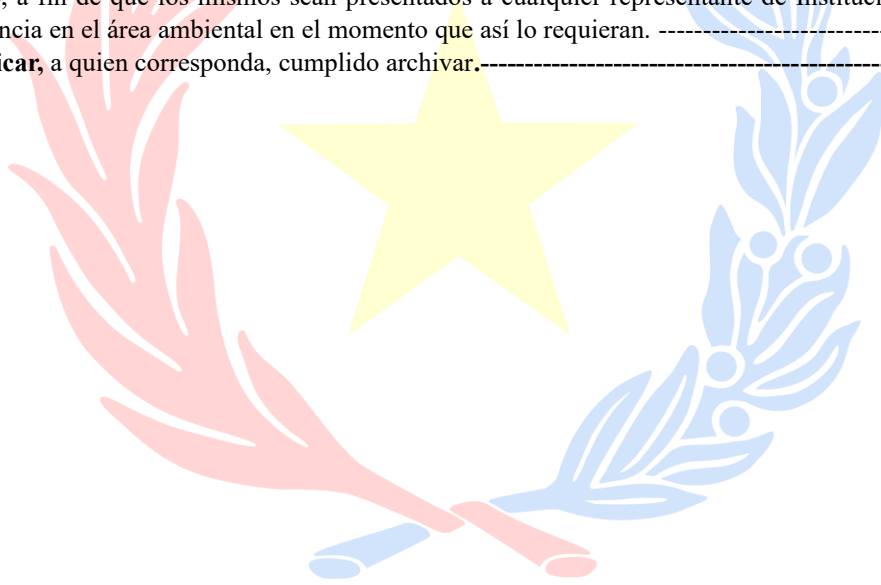 , a fin de que los mismos sean presentados a cualquier representante de Instituci
ncia en el área ambiental en el momento que así lo requieran. --------------------------
icar, a quien corresponda, cumplido archivar.----------------------------------------------